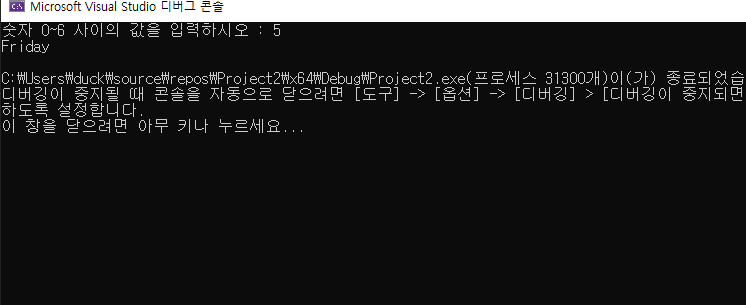 Microsoft Visual Studio 디버그 콘솔
숫자 0~6 사이의 값을 입력하시오 : 5
Friday
C:₩Users₩duck₩source₩repos₩Project2₩x64₩Debug₩Project2.exe(프로세스 31300개)이(가) 종료되었습
디버깅이 중지될 때 콘솔을 자동으로 닫으려면 [도구] -> [옵션] -> [디버깅] > [디버깅이 중지되면
하도록 설정합니다.
이 창을 닫으려면 아무 키나 누르세요...